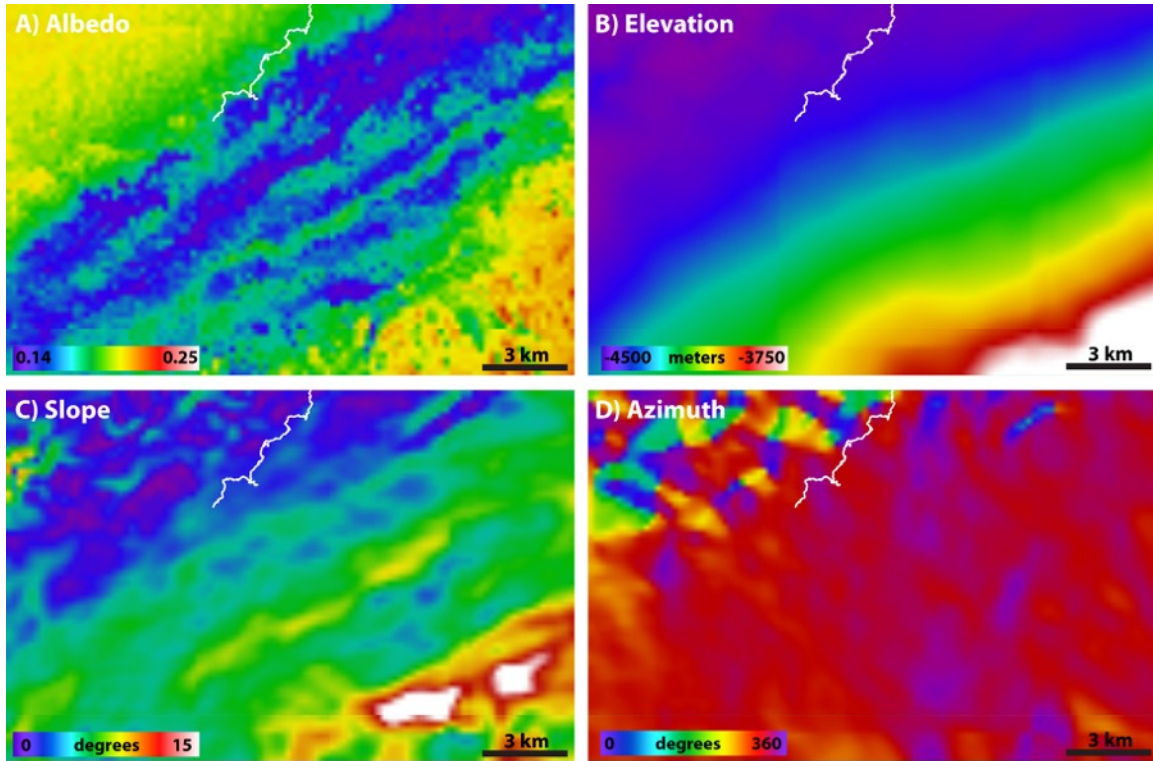 A) Albedo
0.14 0.25
3 km
B) Elevation
-4500 meters -3750
3 km
C) Slope
0 degrees 15
3 km
D) Azimuth
0 degrees 360
3 km